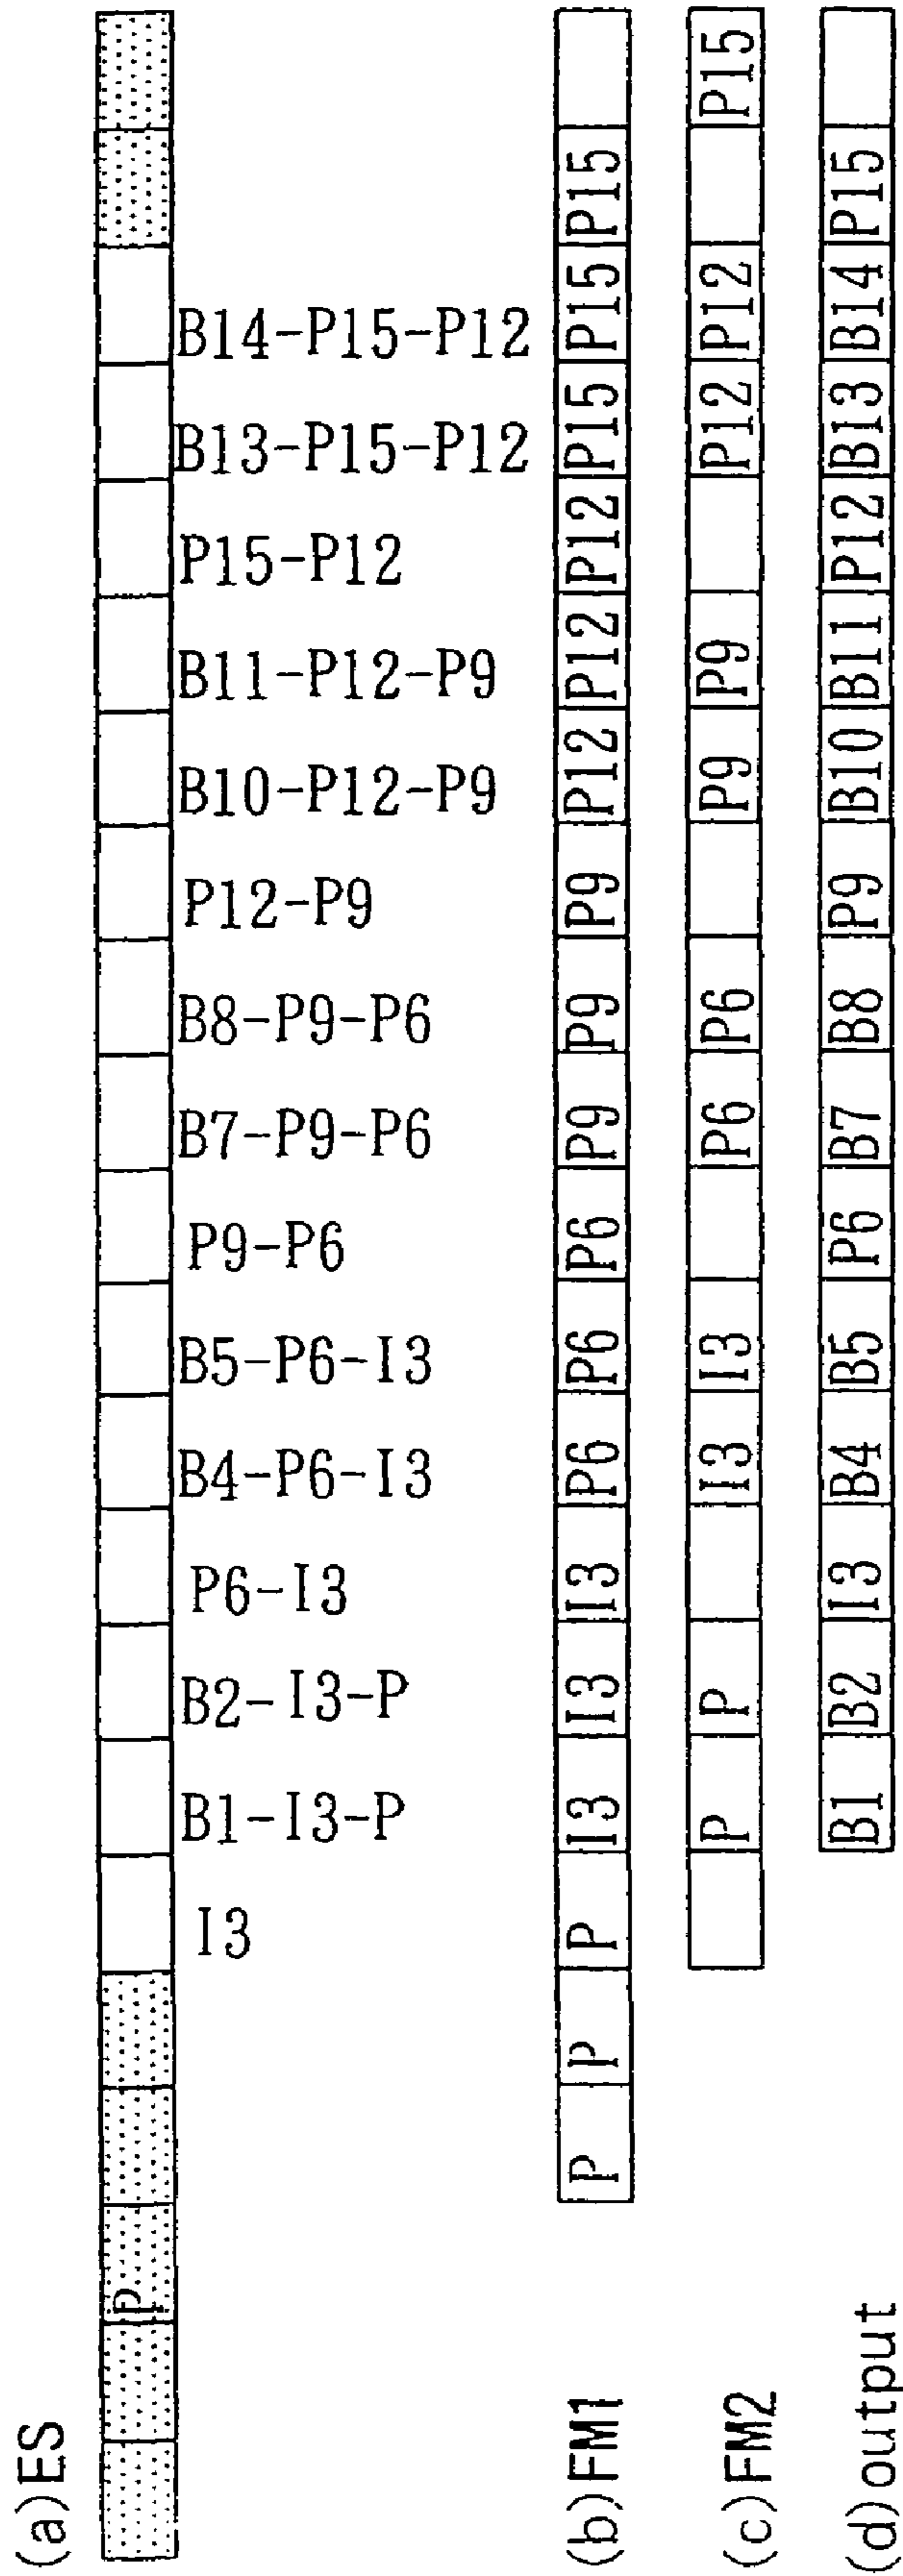 (a)ES
P
I3
B1-I3-P
B2-I3-P
P6-I3
B4-P6-I3
B5-P6-I3
P9-P6
B7-P9-P6
B8-P9-P6
P12-P9
B10-P12-P9
B11-P12-P9
P15-P12
B13-P15-P12
B14-P15-P12
(b)FM1 P P P I3 I3 I3 P6 P6 P6 P9 P9 P9 P12 P12 P12 P15 P15 P15
(c)FM2 P P I3 I3 P6 P6 P9 P9 P12 P12 P15
(d)output B1 B2 I3 B4 B5 P6 B7 B8 P9 B10 B11 P12 B13 B14 P15